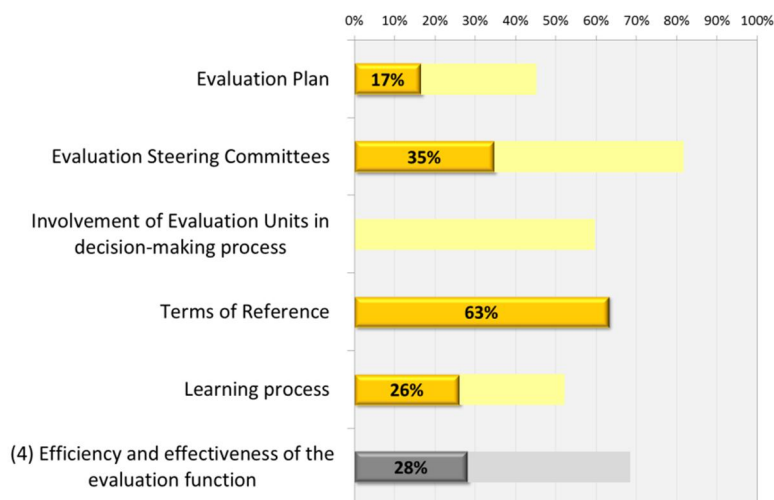 0% 10% 20% 30% 40% 50% 60% 70% 80% 90% 100%
Evaluation Plan
17%
Evaluation Steering Committees
35%
Involvement of Evaluation Units in
decision-making process
Terms of Reference
63%
Learning process
26%
(4) Efficiency and effectiveness of the
evaluation function
28%